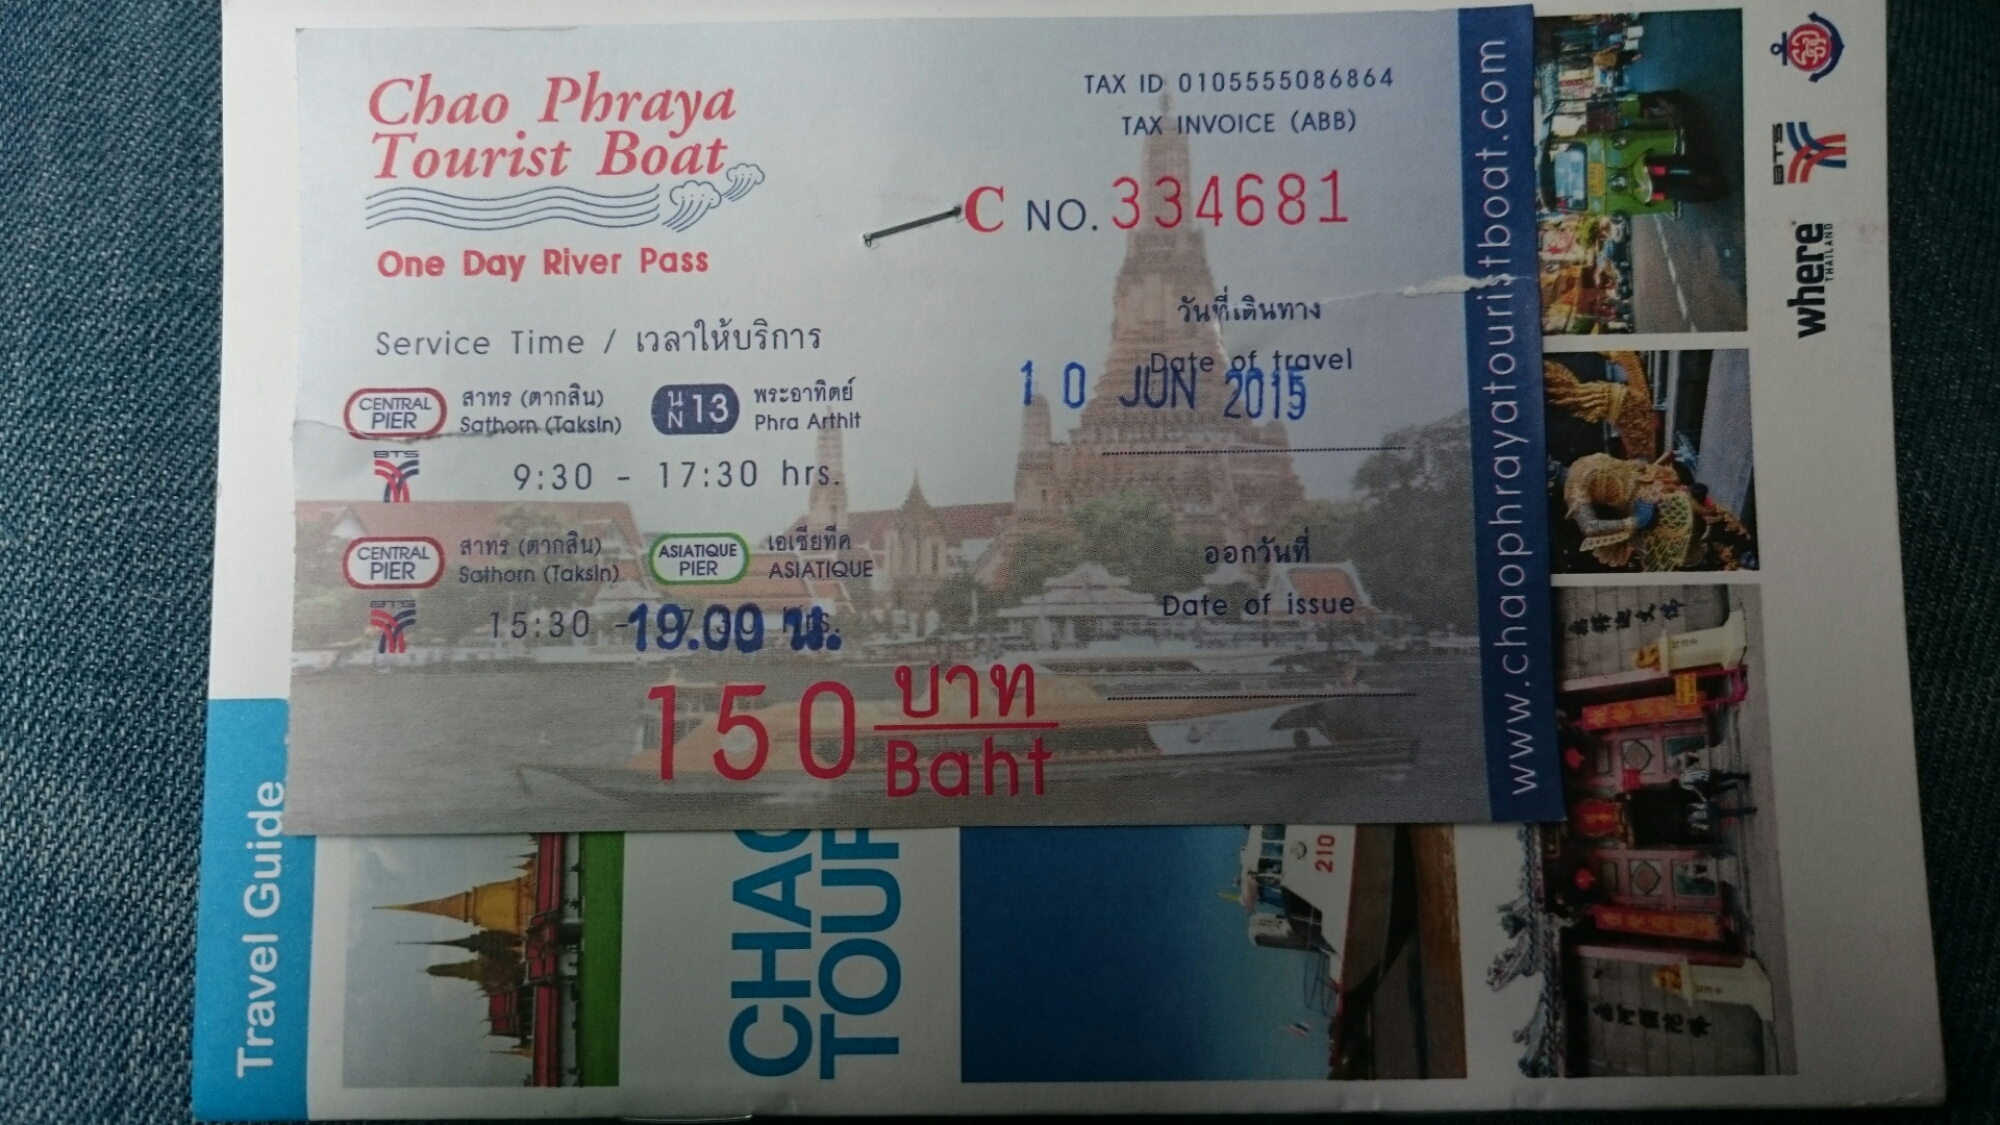 Chao Phraya
Tourist Boat
One Day River Pass
TAX ID 0105555086864
TAX INVOICE (ABB)
C NO. 334681
Service Time / เวลาให้บริการ
CENTRAL PIER
สาทร (ตากสิน)
Sathorn (Taksin)
น N 13
พระอาทิตย์
Phra Arthit
BTS
9:30 - 17:30 hrs.
CENTRAL PIER
สาทร (ตากสิน)
Sathorn (Taksin)
ASIATIQUE PIER
เอเชียทีค
ASIATIQUE
BTS
15:30 -
19.00 น.
150 บาท
Baht
วันที่เดินทาง
Date of travel
10 JUN 2015
ออกวันที่
Date of issue
www.chaophrayatouristboat.com
Travel Guide
210
BTS
where
THAILAND